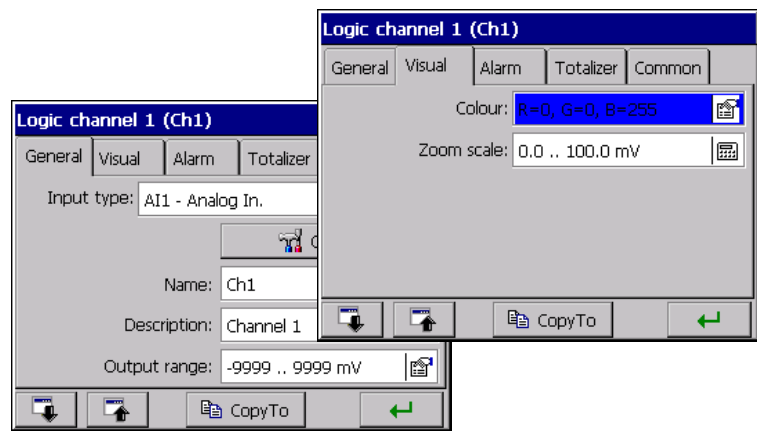 Logic channel 1 (Ch1)
General Visual Alarm Totalizer Common
Colour: R=0, G=0, B=255
Zoom scale: 0.0 .. 100.0 mV
CopyTo
Logic channel 1 (Ch1)
General Visual Alarm Totalizer
Input type: AI1 - Analog In.
Name: Ch1
Description: Channel 1
Output range: -9999 .. 9999 mV
CopyTo